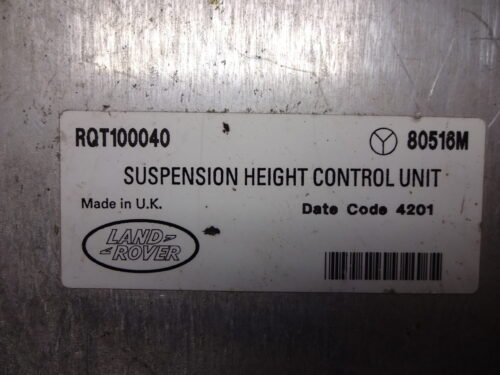 RQT100040
80516M
SUSPENSION HEIGHT CONTROL UNIT
Made in U.K.
Date Code 4201
LAND
ROVER